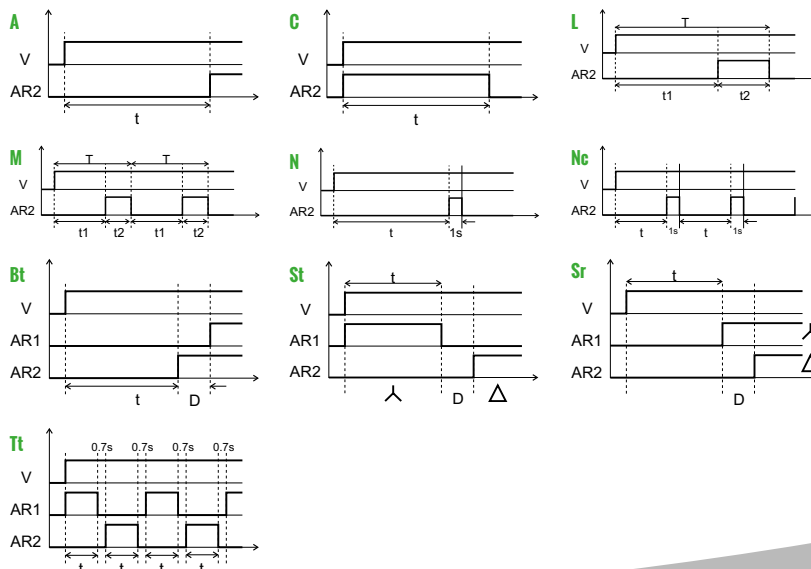 A
V
AR2
t
C
t
L
T
V
AR2
t1 t2
M
T T
V
AR2
t1 t2 t1 t2
N
V
AR2
t 1s
Nc
V
AR2
t 1s t 1s
Bt
V
AR1
AR2
t D
St
t
V
AR1
AR2
D Δ
Sr
t
V
AR1
AR2
D
Δ
Tt
0.7s 0.7s 0.7s 0.7s
V
AR1
AR2
t t t t